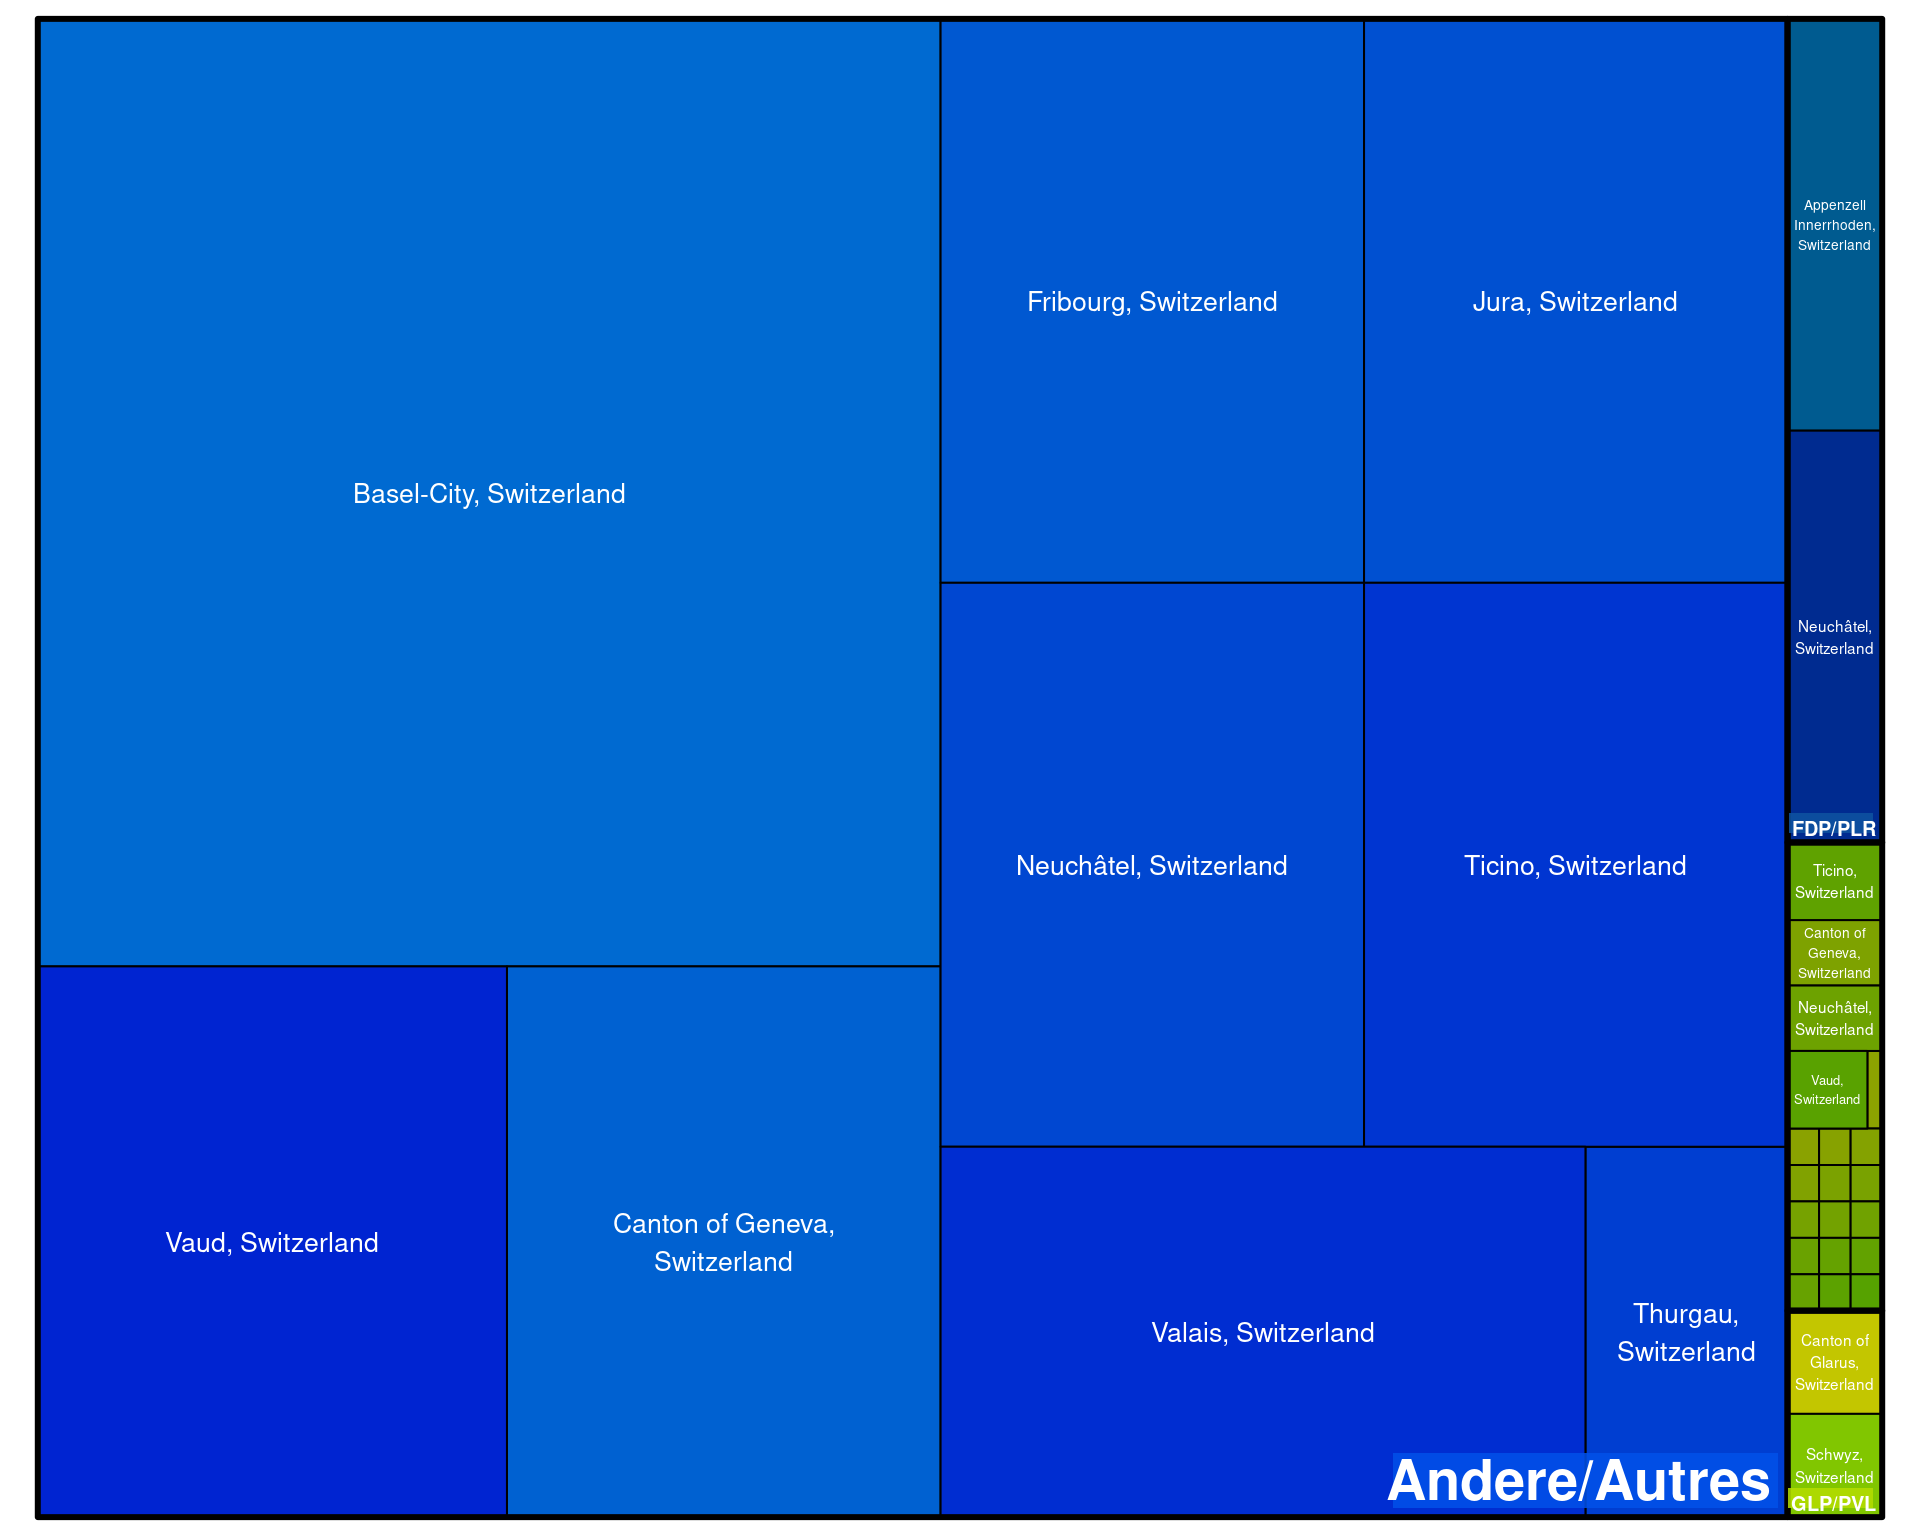 Basel-City, Switzerland
Fribourg, Switzerland
Jura, Switzerland
Neuchâtel, Switzerland
Ticino, Switzerland
Vaud, Switzerland
Canton of Geneva,
Switzerland
Valais, Switzerland
Thurgau,
Switzerland
Andere/Autres
Appenzell
Innerrhoden,
Switzerland
Neuchâtel,
Switzerland
FDP/PLR
Ticino,
Switzerland
Canton of
Geneva,
Switzerland
Neuchâtel,
Switzerland
Vaud,
Switzerland
Canton of
Glarus,
Switzerland
Schwyz,
Switzerland
GLP/PVL